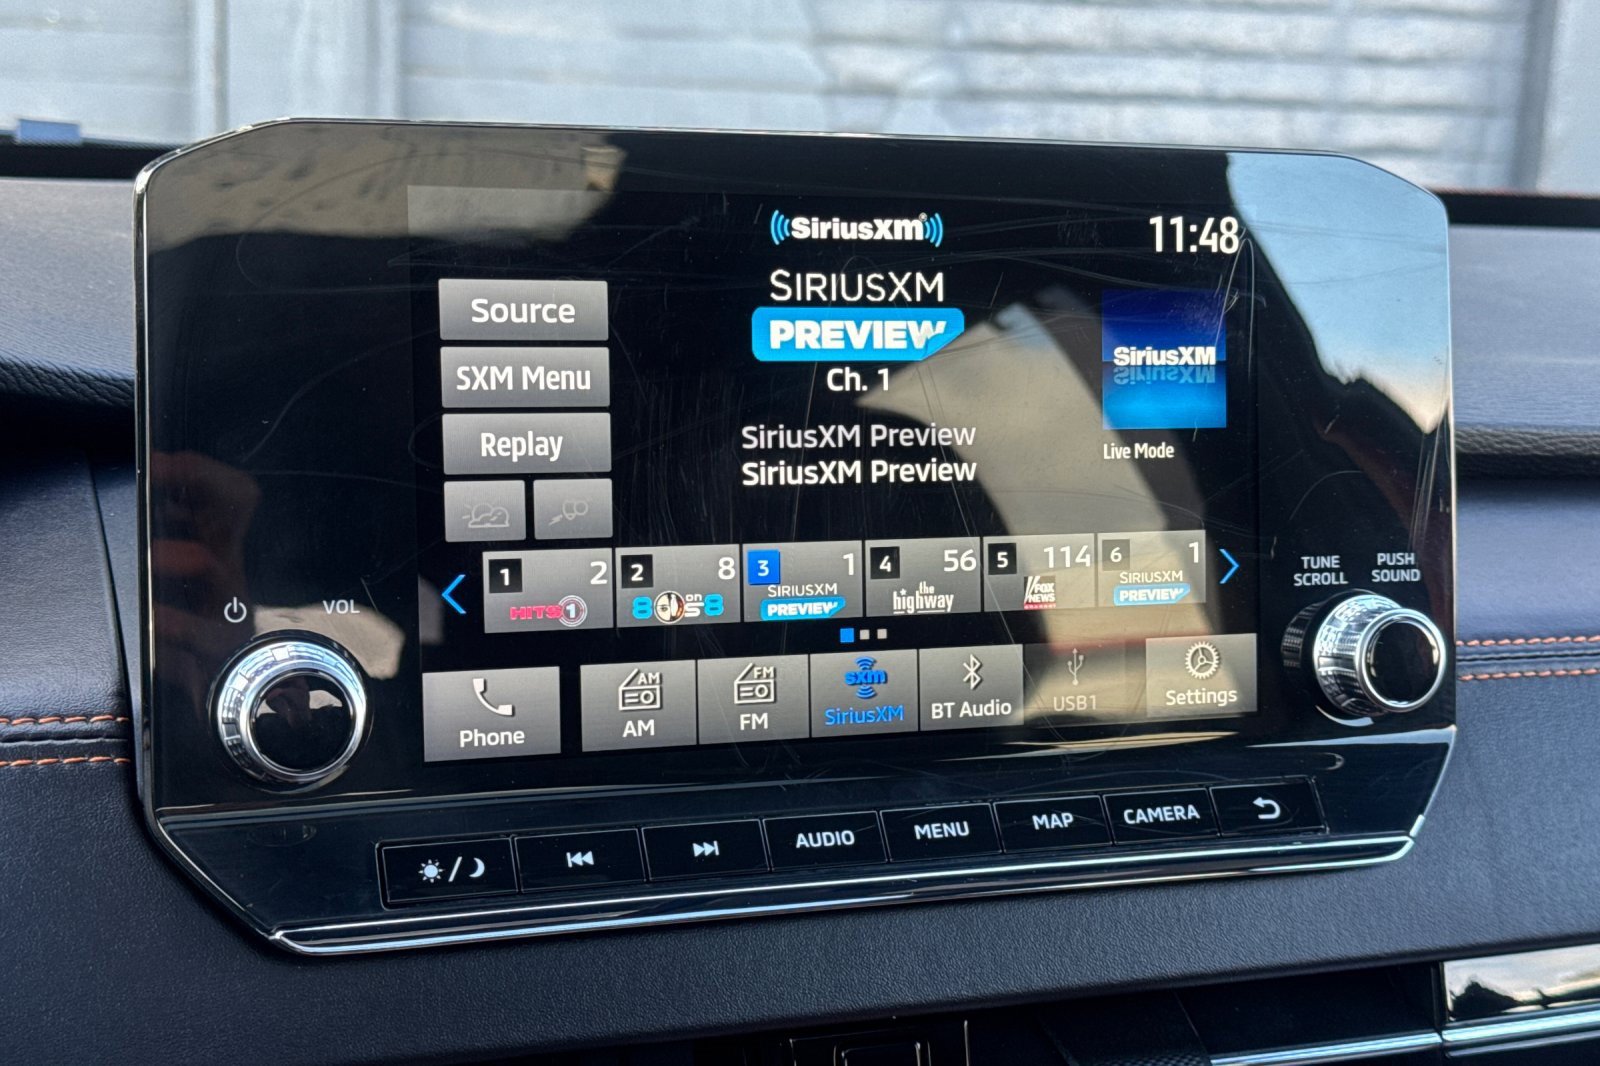 SiriusXM
11:48
SIRIUSXM
PREVIEW
Ch. 1
SiriusXM Preview
SiriusXM Preview
SiriusXM
Live Mode
Source
SXM Menu
Replay
1 2
HITS 1
2 8
80s on 8
3 1
SIRIUSXM
PREVIEW
4 56
the
highway
5 114
FOX
NEWS
6 1
SIRIUSXM
PREVIEW
VOL
TUNE
SCROLL
PUSH
SOUND
Phone
AM
AM
FM
FM
sxm
SiriusXM
BT Audio
USB1
Settings
AUDIO
MENU
MAP
CAMERA